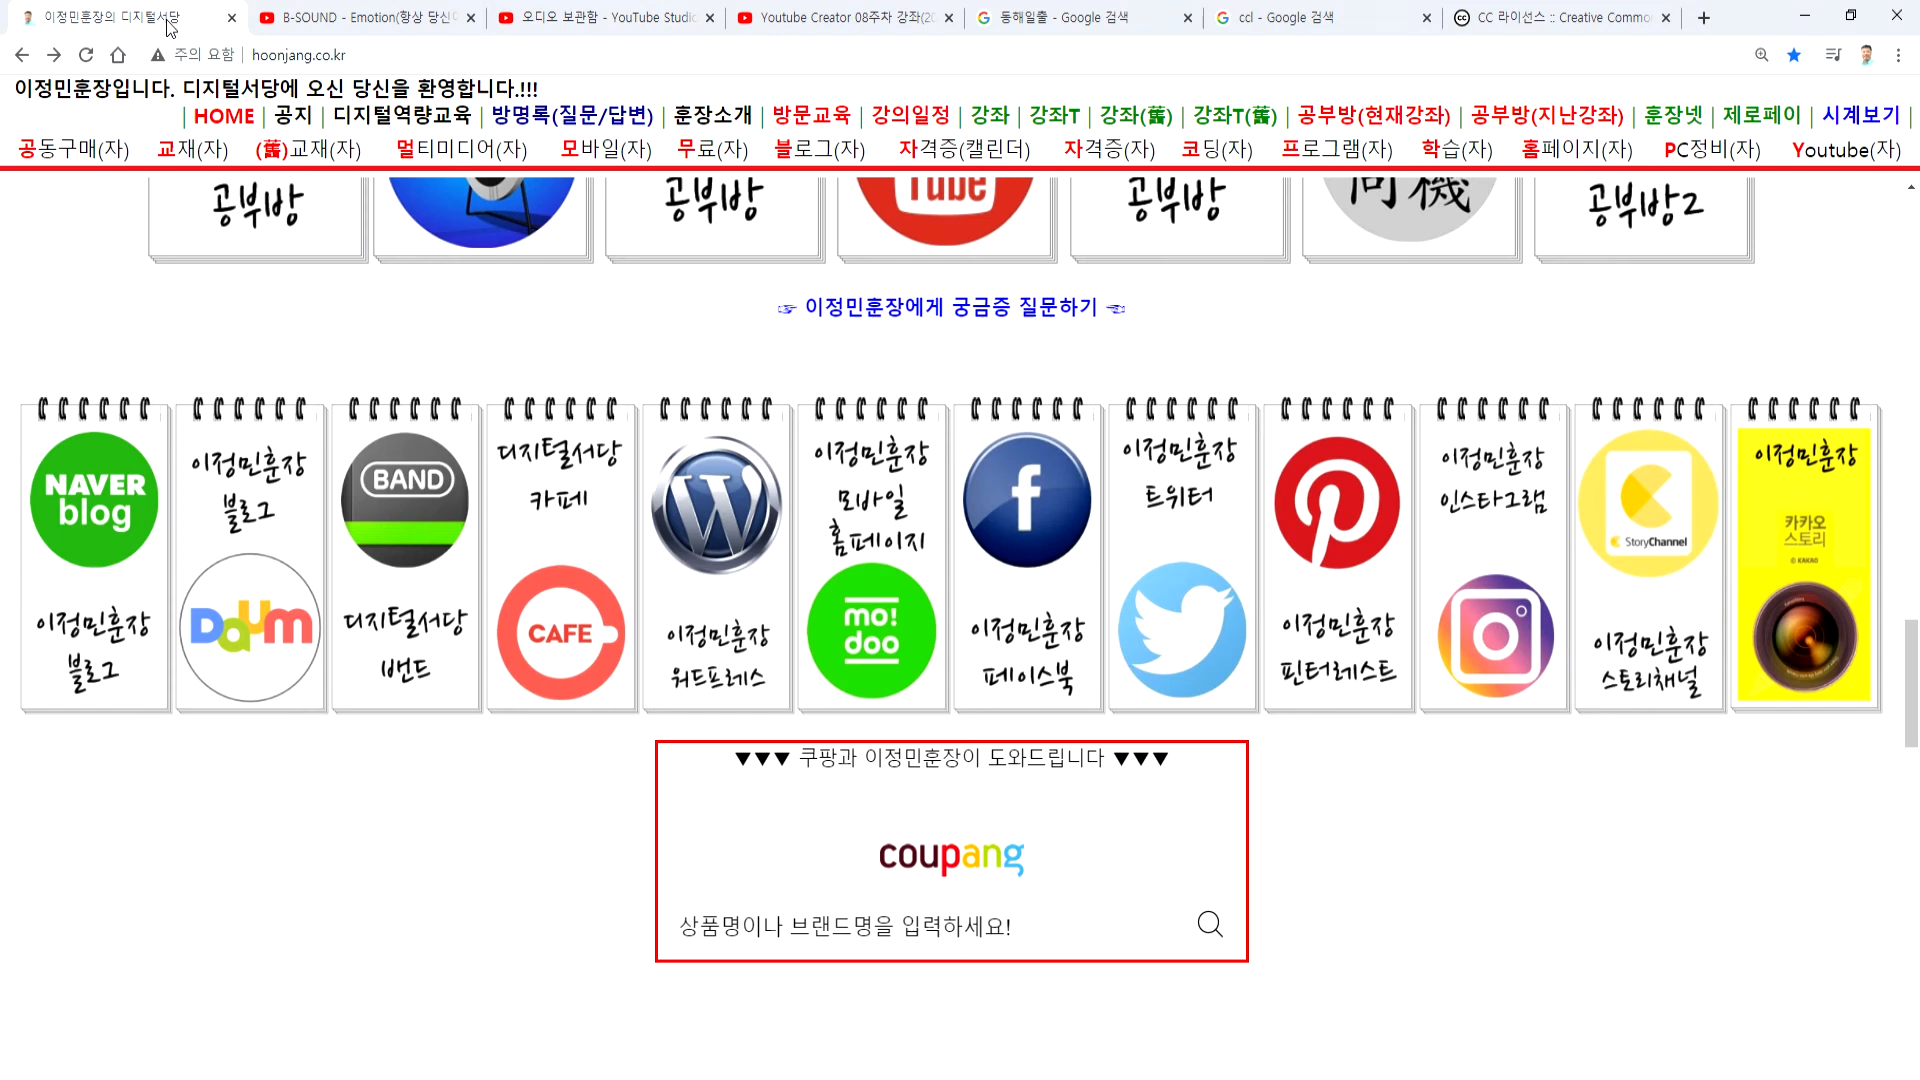 이정민훈장의 디지털서당
B-SOUND - Emotion(항상 당신이
오디오 보관함 - YouTube Studio
Youtube Creator 08주차 강좌(20
동해일출 - Google 검색
ccl - Google 검색
CC 라이선스 :: Creative Commo
주의 요함 | hoonjang.co.kr
이정민훈장입니다. 디지털서당에 오신 당신을 환영합니다.!!!
| HOME | 공지 | 디지털역량교육 | 방명록(질문/답변) | 훈장소개 | 방문교육 | 강의일정 | 강좌 | 강좌T | 강좌(舊) | 강좌T(舊) | 공부방(현재강좌) | 공부방(지난강좌) | 훈장넷 | 제로페이 | 시계보기 |
공동구매(자) 교재(자) (舊)교재(자) 멀티미디어(자) 모바일(자) 무료(자) 블로그(자) 자격증(캘린더) 자격증(자) 코딩(자) 프로그램(자) 학습(자) 홈페이지(자) PC정비(자) Youtube(자)
공부방
공부방
Tube
공부방
공부방2
☞ 이정민훈장에게 궁금증 질문하기 ☜
NAVER
blog
이정민훈장
블로그
이정민훈장
블로그
Daum
BAND
디지털서당
밴드
디지털서당
카페
CAFE
W
이정민훈장
워드프레스
이정민훈장
모바일
홈페이지
mo!
doo
f
이정민훈장
페이스북
이정민훈장
트위터
이정민훈장
핀터레스트
이정민훈장
인스타그램
StoryChannel
이정민훈장
스토리채널
이정민훈장
카카오
스토리
© KAKAO
▼▼▼ 쿠팡과 이정민훈장이 도와드립니다 ▼▼▼
coupang
상품명이나 브랜드명을 입력하세요!